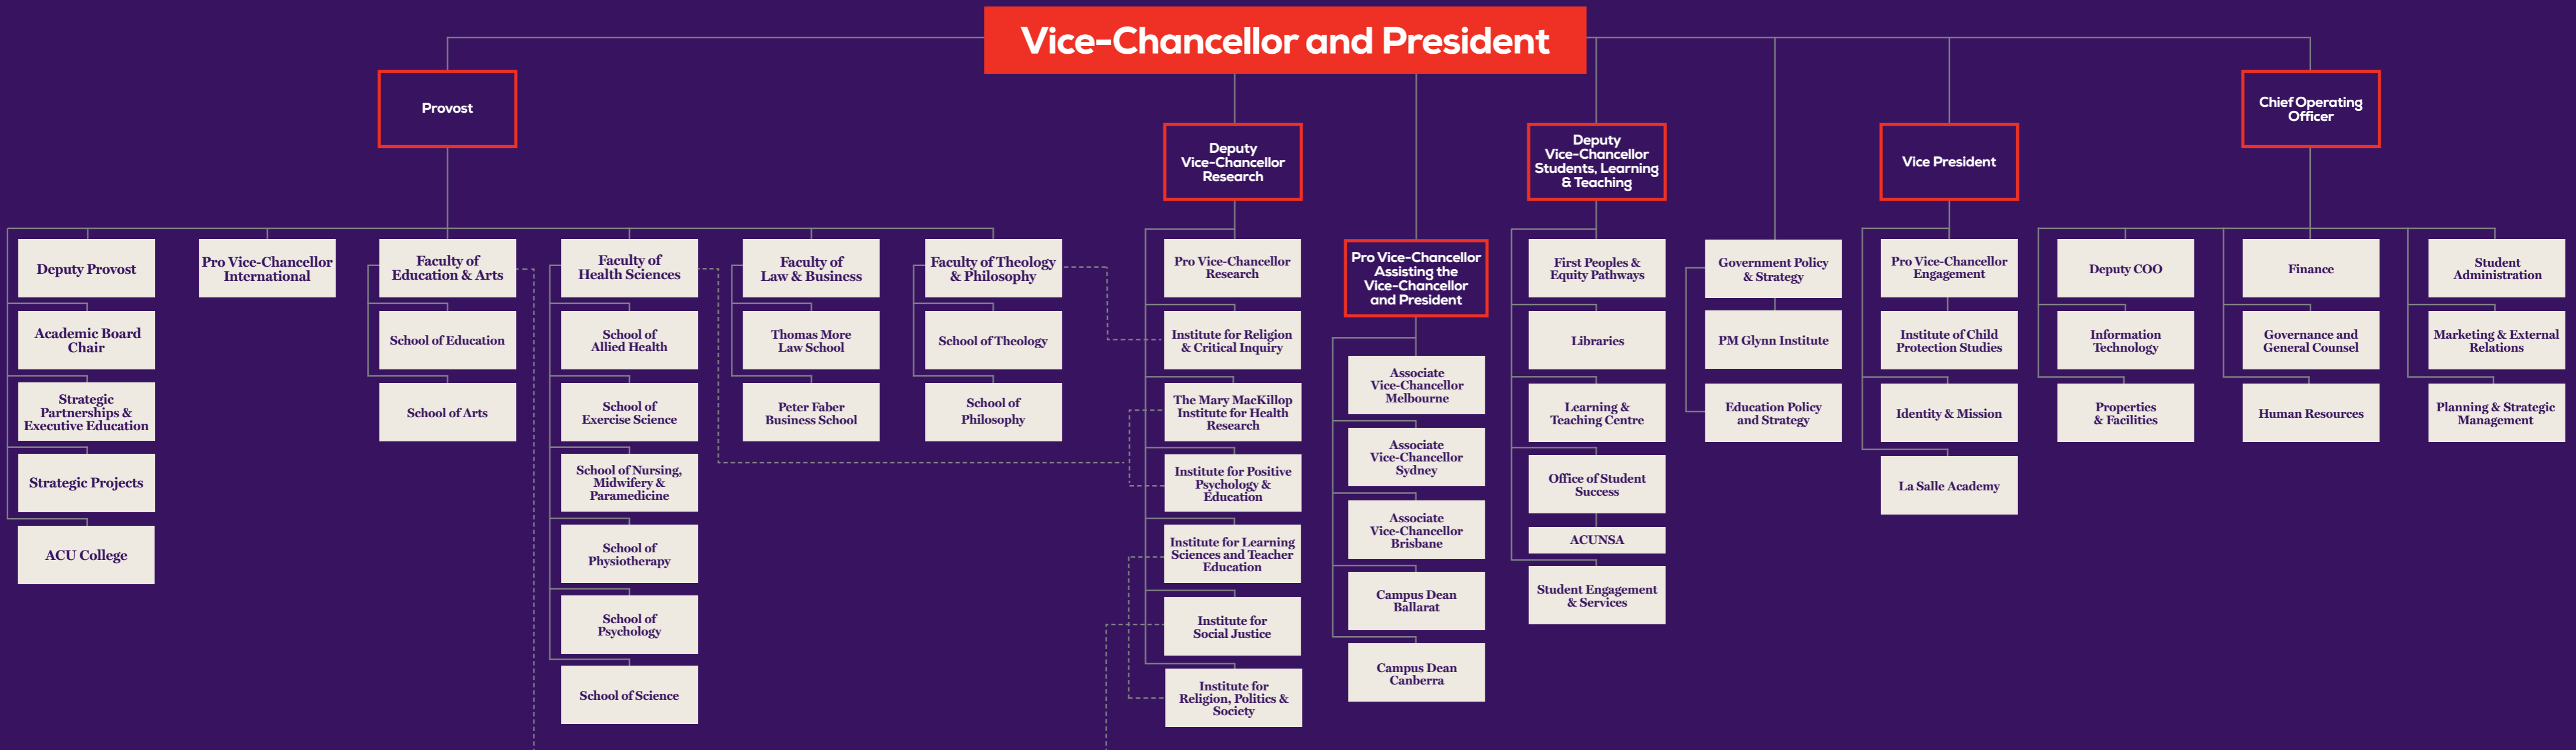 Vice-Chancellor and President
Provost
Chief Operating
Officer
Deputy
Vice-Chancellor
Research
Deputy
Vice-Chancellor
Students, Learning
& Teaching
Vice President
Deputy Provost
Academic Board
Chair
Strategic
Partnerships &
Executive Education
Strategic Projects
ACU College
Pro Vice-Chancellor
International
Faculty of
Education & Arts
School of Education
School of Arts
Faculty of
Health Sciences
School of
Allied Health
School of
Exercise Science
School of Nursing,
Midwifery &
Paramedicine
School of
Physiotherapy
School of
Psychology
School of Science
Faculty of
Law & Business
Thomas More
Law School
Peter Faber
Business School
Faculty of Theology
& Philosophy
School of Theology
School of
Philosophy
Pro Vice-Chancellor
Research
Institute for Religion
& Critical Inquiry
The Mary MacKillop
Institute for Health
Research
Institute for Positive
Psychology &
Education
Institute for Learning
Sciences and Teacher
Education
Institute for
Social Justice
Institute for
Religion, Politics &
Society
Pro Vice-Chancellor
Assisting the
Vice-Chancellor
and President
Associate
Vice-Chancellor
Melbourne
Associate
Vice-Chancellor
Sydney
Associate
Vice-Chancellor
Brisbane
Campus Dean
Ballarat
Campus Dean
Canberra
First Peoples &
Equity Pathways
Libraries
Learning &
Teaching Centre
Office of Student
Success
ACUNSA
Student Engagement
& Services
Government Policy
& Strategy
PM Glynn Institute
Education Policy
and Strategy
Pro Vice-Chancellor
Engagement
Institute of Child
Protection Studies
Identity & Mission
La Salle Academy
Deputy COO
Information
Technology
Properties
& Facilities
Finance
Governance and
General Counsel
Human Resources
Student
Administration
Marketing & External
Relations
Planning & Strategic
Management